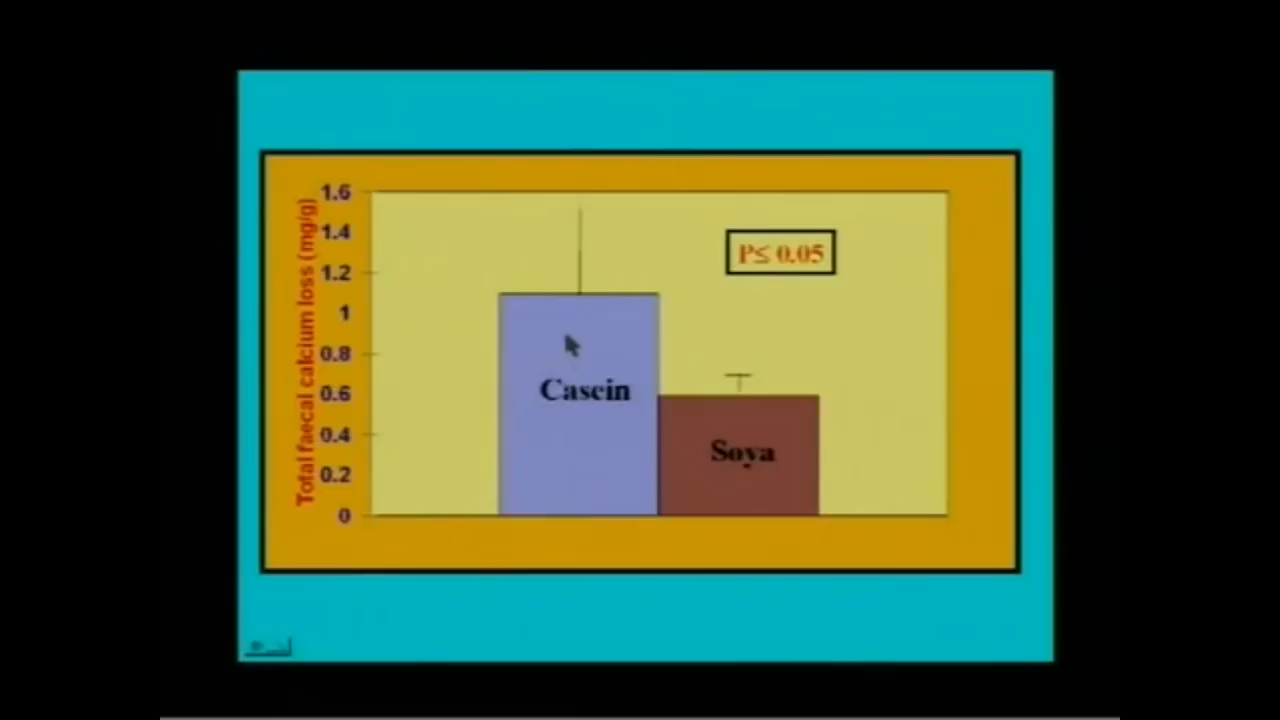 Total faecal calcium loss (mg/g)
1.6
1.4
1.2
1
0.8
0.6
0.4
0.2
0
P≤ 0.05
Casein
Soya